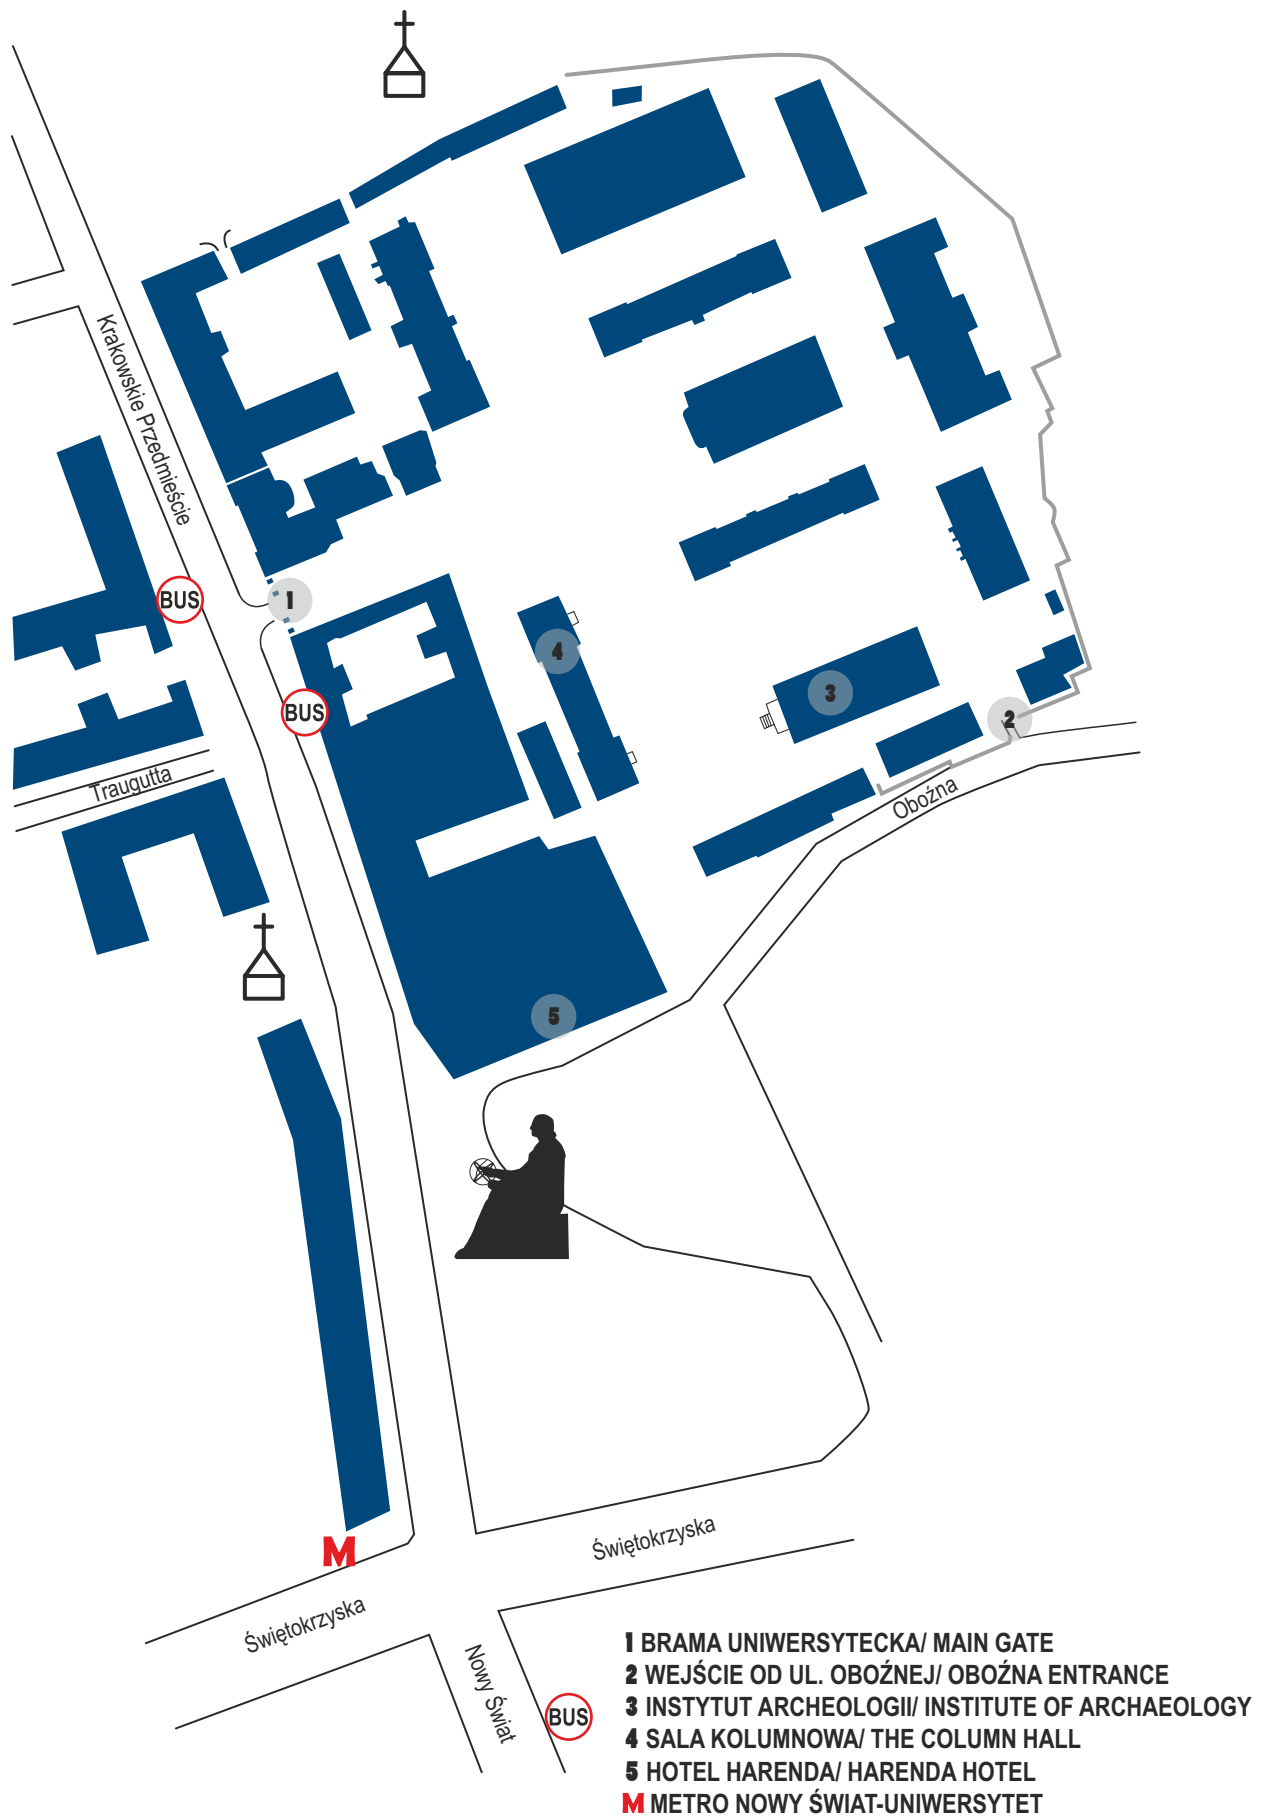 Krakowskie Przedmieście
BUS
1
4
3
BUS
2
Traugutta
Oboźna
5
M
Świętokrzyska
Świętokrzyska
Nowy Świat
BUS
1 BRAMA UNIWERSYTECKA/ MAIN GATE
2 WEJŚCIE OD UL. OBOŹNEJ/ OBOŹNA ENTRANCE
3 INSTYTUT ARCHEOLOGII/ INSTITUTE OF ARCHAEOLOGY
4 SALA KOLUMNOWA/ THE COLUMN HALL
5 HOTEL HARENDA/ HARENDA HOTEL
M METRO NOWY ŚWIAT-UNIWERSYTET